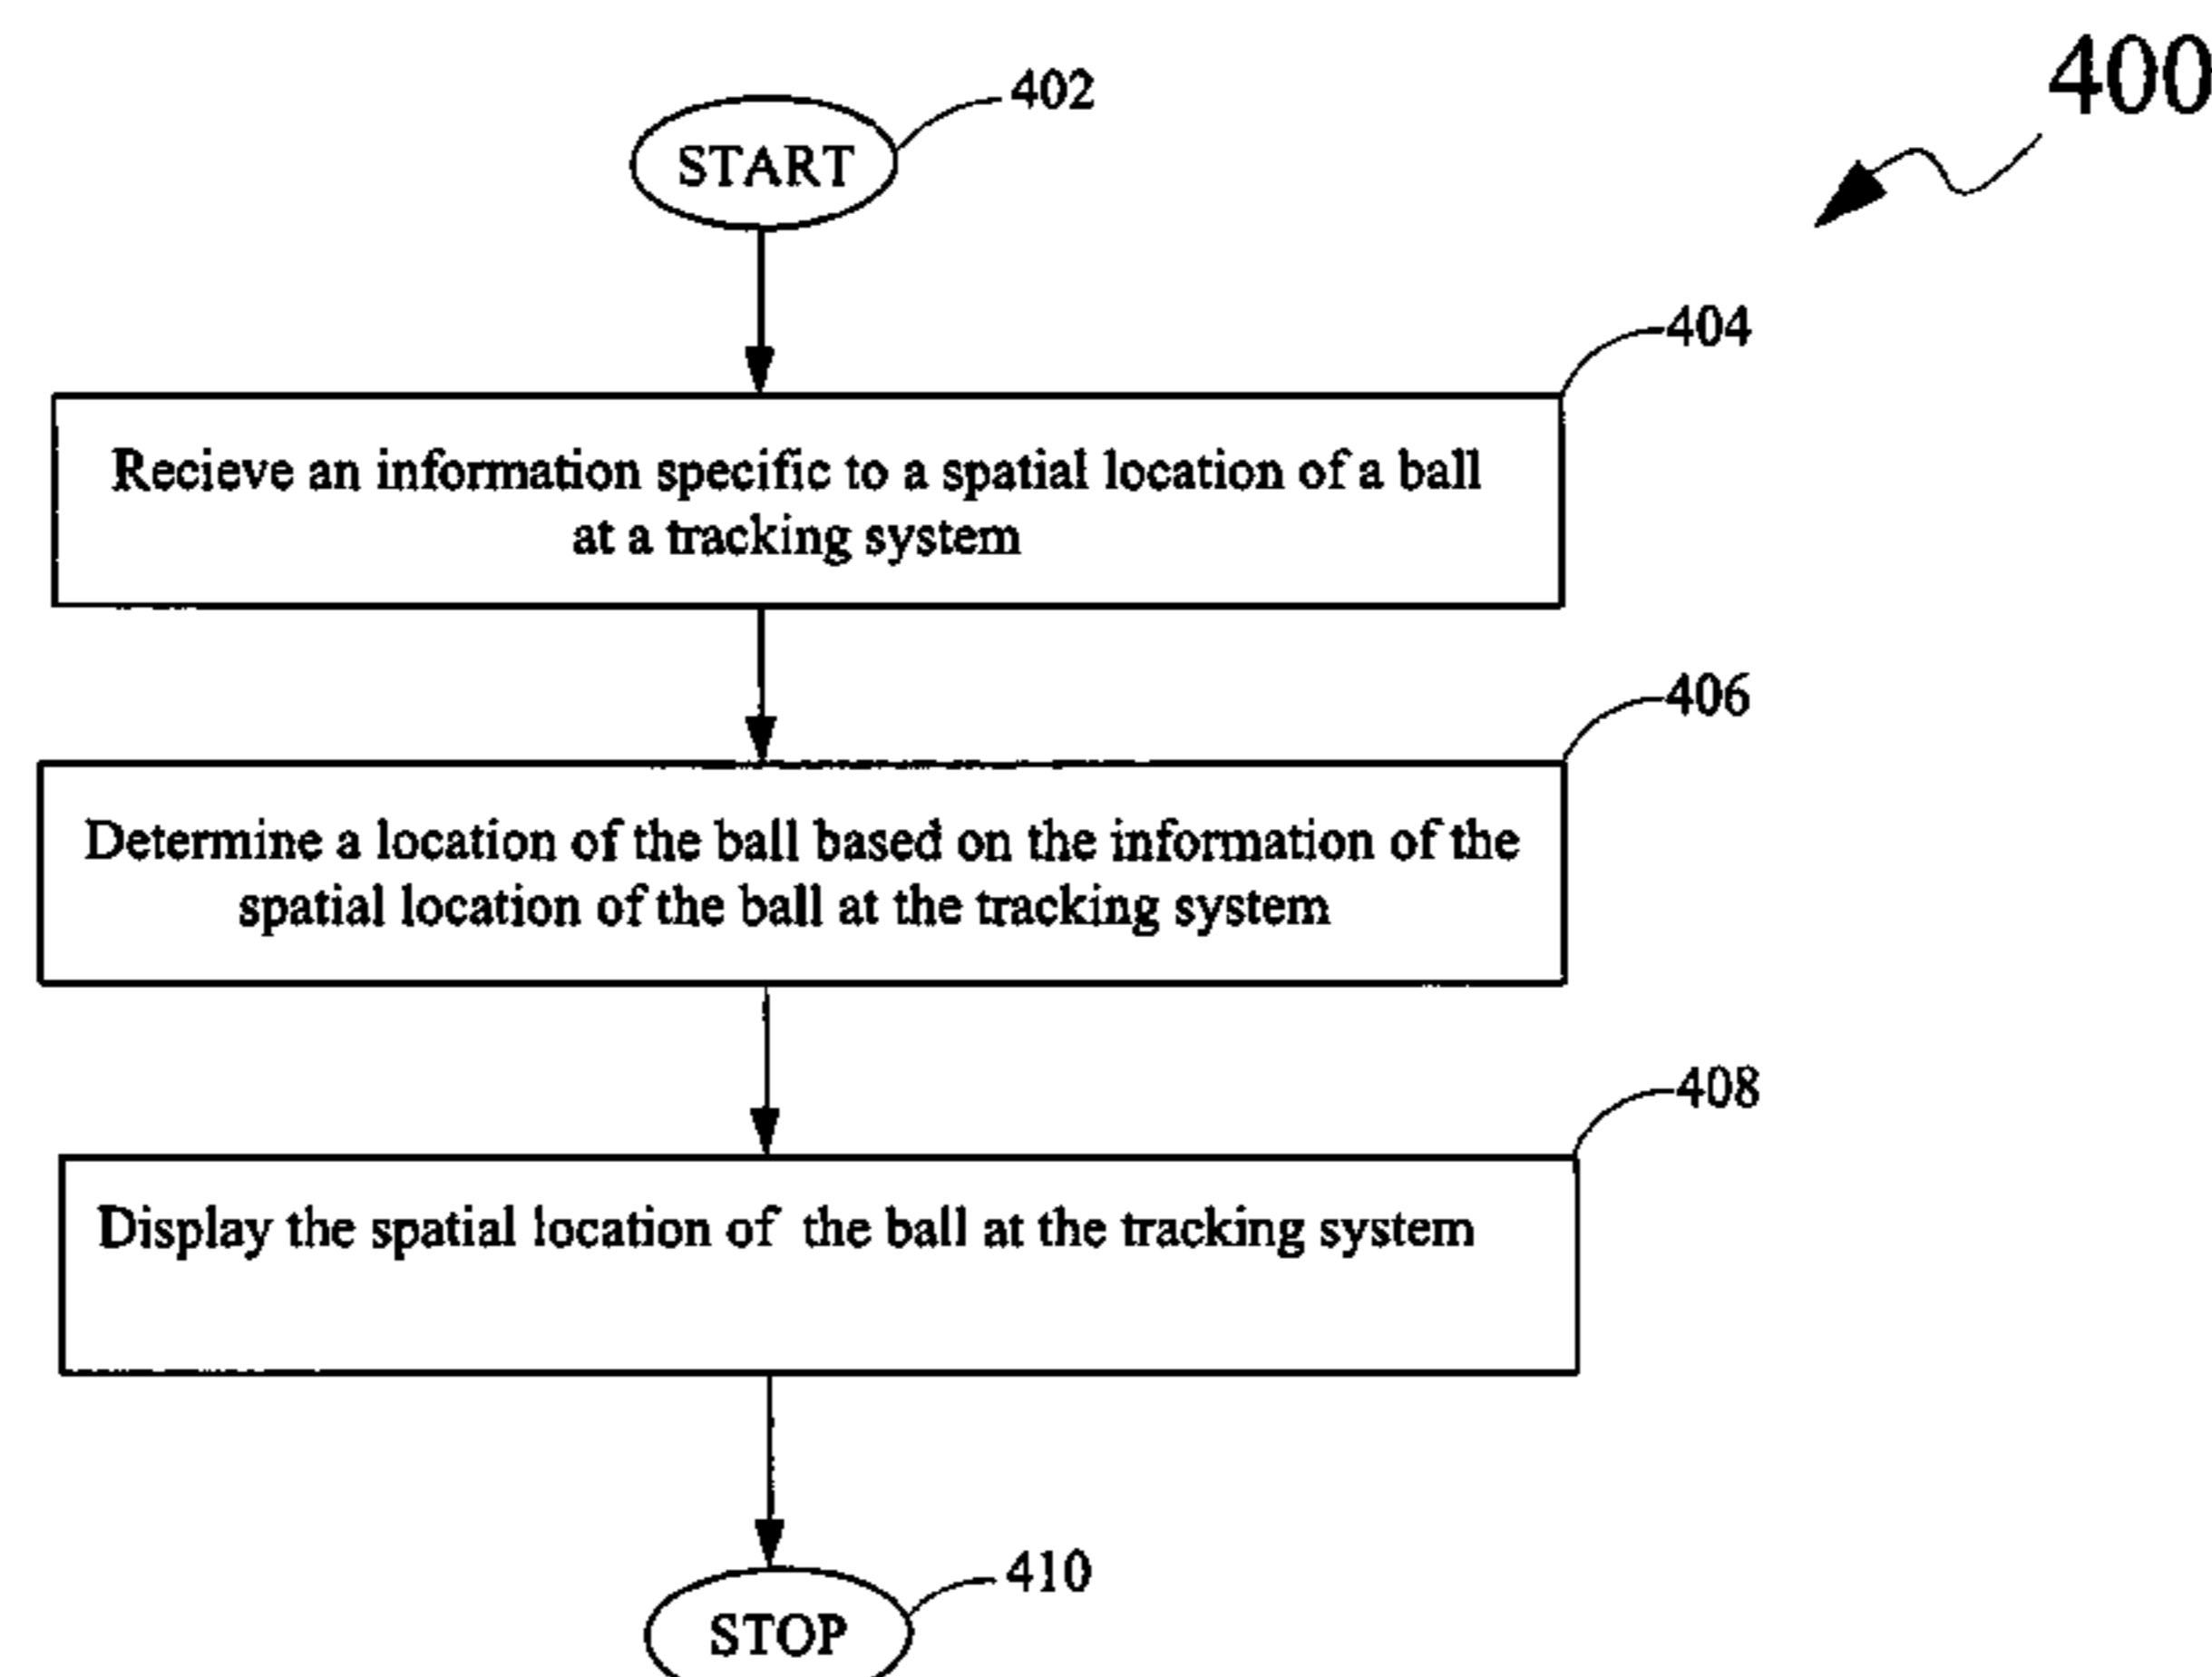 400
402
START
404
Recieve an information specific to a spatial location of a ball
at a tracking system
406
Determine a location of the ball based on the information of the
spatial location of the ball at the tracking system
408
Display the spatial location of the ball at the tracking system
410
STOP